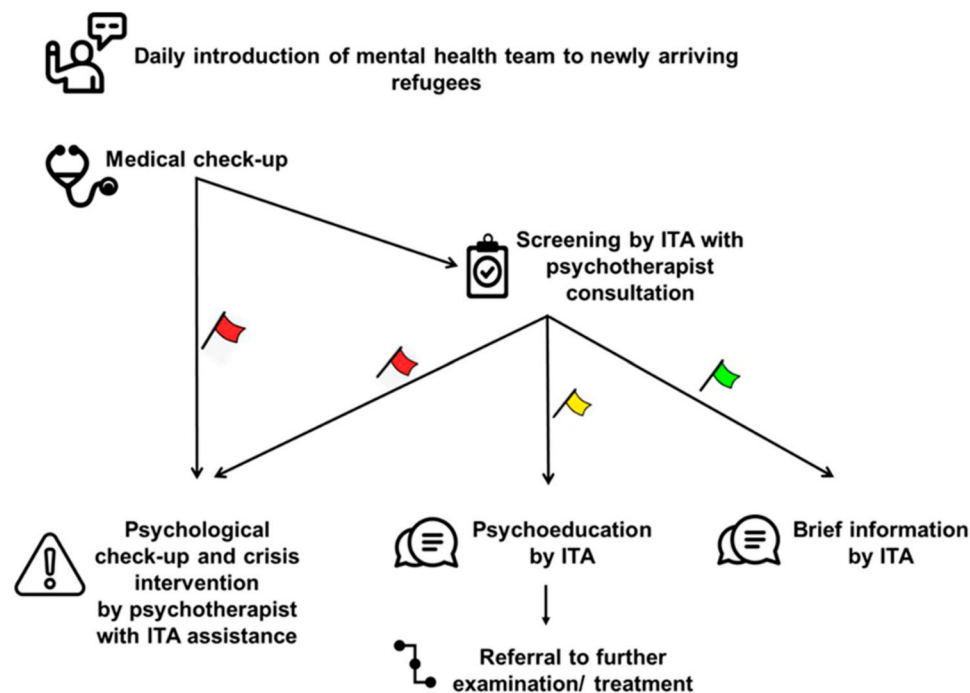 Daily introduction of mental health team to newly arriving
refugees
Medical check-up
Screening by ITA with
psychotherapist
consultation
Psychological
check-up and crisis
intervention
by psychotherapist
with ITA assistance
Psychoeducation
by ITA
Brief information
by ITA
Referral to further
examination/ treatment